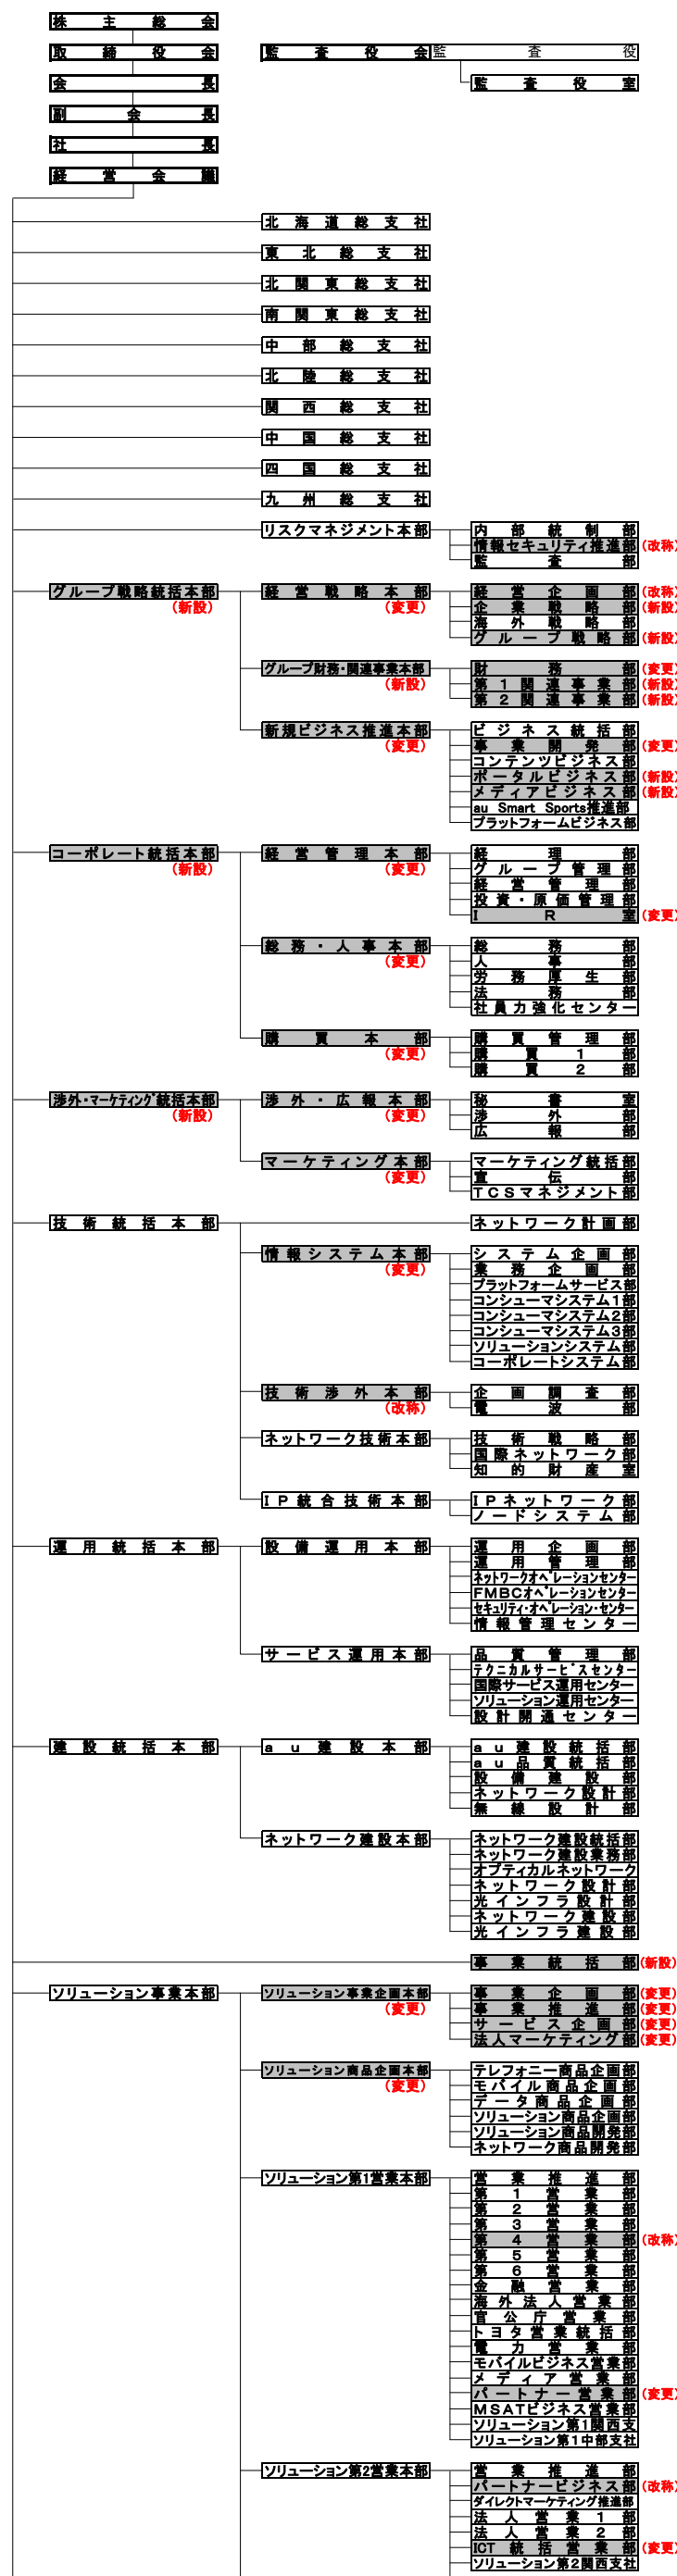 株主総会
取締役会
監査役会 監査役
会長
監査役室
副会長
社長
経営会議
北海道総支社
東北総支社
北関東総支社
南関東総支社
中部総支社
北陸総支社
関西総支社
中国総支社
四国総支社
九州総支社
リスクマネジメント本部
内部統制部
情報セキュリティ推進部 (改称)
監査部
グループ戦略統括本部
(新設)
経営戦略本部
(変更)
経営企画部 (改称)
企業戦略部 (新設)
海外戦略部
グループ戦略部 (新設)
グループ財務・関連事業本部
(新設)
財務部 (変更)
第1関連事業部 (新設)
第2関連事業部 (新設)
新規ビジネス推進本部
(変更)
ビジネス統括部
事業開発部 (変更)
コンテンツビジネス部
ポータルビジネス部 (新設)
メディアビジネス部 (新設)
au Smart Sports推進部
プラットフォームビジネス部
コーポレート統括本部
(新設)
経営管理本部
(変更)
経理部
グループ管理部
経営管理部
投資・原価管理部
IR室 (変更)
総務・人事本部
(変更)
総務部
人事部
労務厚生部
法務部
社員力強化センター
購買本部
(変更)
購買管理部
購買1部
購買2部
渉外・マーケティング統括本部
(新設)
渉外・広報本部
(変更)
秘書室
渉外部
広報部
マーケティング本部
(変更)
マーケティング統括部
宣伝部
TCSマネジメント部
技術統括本部
ネットワーク計画部
情報システム本部
(変更)
システム企画部
業務企画部
プラットフォームサービス部
コンシューマシステム1部
コンシューマシステム2部
コンシューマシステム3部
ソリューションシステム部
コーポレートシステム部
技術渉外本部
(改称)
企画調査部
電波部
ネットワーク技術本部
技術戦略部
国際ネットワーク部
知的財産室
IP統合技術本部
IPネットワーク部
ノードシステム部
運用統括本部
設備運用本部
運用企画部
運用管理部
ネットワークオペレーションセンター
FMBCオペレーションセンター
セキュリティ・オペレーション・センター
情報管理センター
サービス運用本部
品質管理部
テクニカルサービスセンター
国際サービス運用センター
ソリューション運用センター
設計開通センター
建設統括本部
au建設本部
au建設統括部
au品質統括部
設備建設部
ネットワーク設計部
無線設計部
ネットワーク建設本部
ネットワーク建設統括部
ネットワーク建設業務部
オプティカルネットワーク
ネットワーク設計部
光インフラ設計部
ネットワーク建設部
光インフラ建設部
事業統括部 (新設)
ソリューション事業本部
ソリューション事業企画本部
(変更)
事業企画部 (変更)
事業推進部 (変更)
サービス企画部 (変更)
法人マーケティング部 (変更)
ソリューション商品企画本部
(変更)
テレフォニー商品企画部
モバイル商品企画部
データ商品企画部
ソリューション商品企画部
ソリューション商品開発部
ネットワーク商品開発部
ソリューション第1営業本部
営業推進部
第1営業部
第2営業部
第3営業部
第4営業部 (改称)
第5営業部
第6営業部
金融営業部
海外法人営業部
官公庁営業部
トヨタ営業統括部
電力営業部
モバイルビジネス営業部
メディア営業部
パートナー営業部 (変更)
MSATビジネス営業部
ソリューション第1関西支
ソリューション第1中部支社
ソリューション第2営業本部
営業推進部
パートナービジネス部 (改称)
ダイレクトマーケティング推進部
法人営業1部
法人営業2部
ICT統括営業部 (変更)
ソリューション第2関西支社